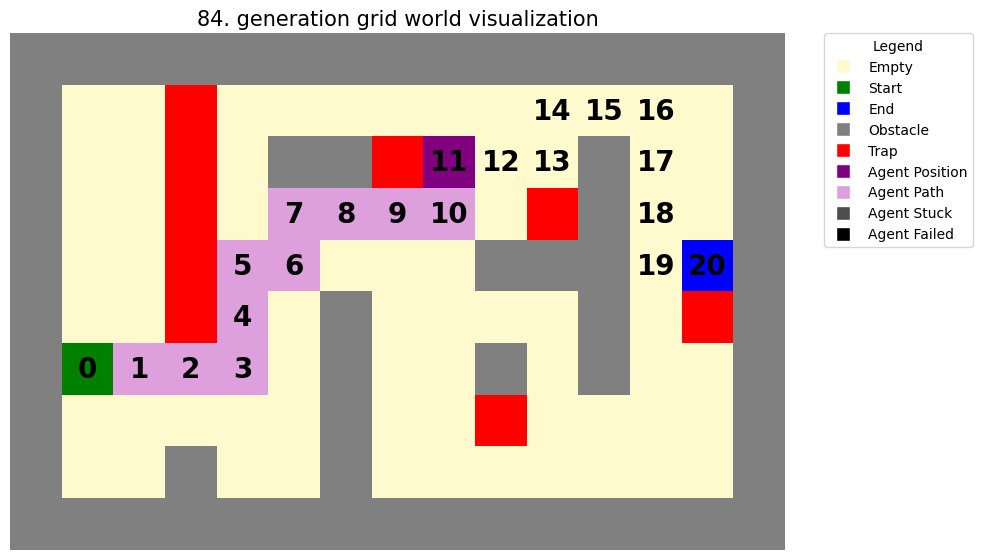 84. generation grid world visualization
14 15 16
11 12 13 17
7 8 9 10 18
5 6 19 20
4
0 1 2 3
Legend
Empty
Start
End
Obstacle
Trap
Agent Position
Agent Path
Agent Stuck
Agent Failed